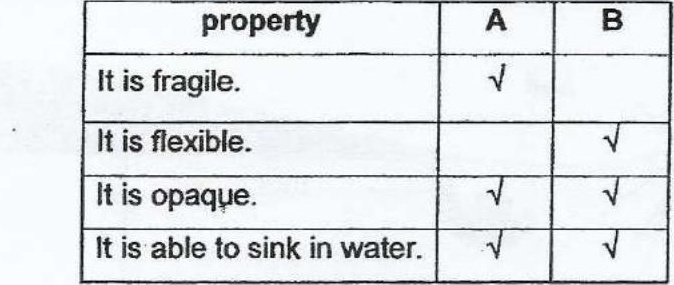 property A B
It is fragile. √
It is flexible. √
It is opaque. √ √
It is able to sink in water. √ √